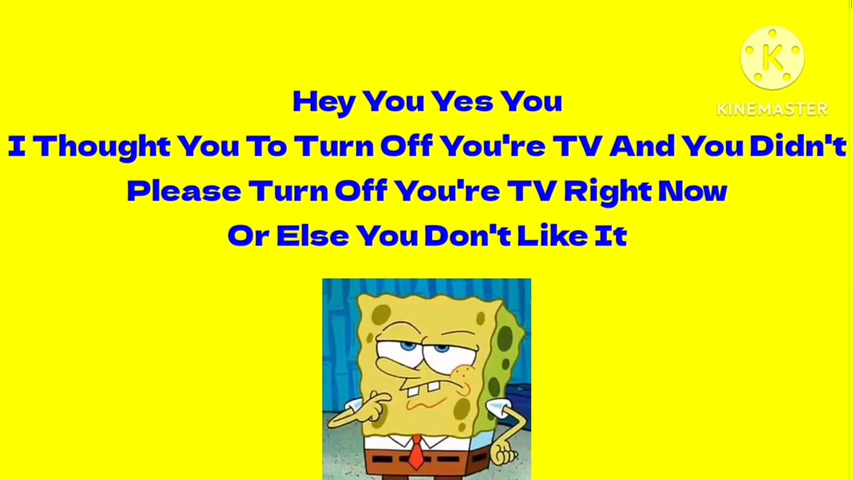 Hey You Yes You
I Thought You To Turn Off You're TV And You Didn't
Please Turn Off You're TV Right Now
Or Else You Don't Like It
K
KINEMASTER